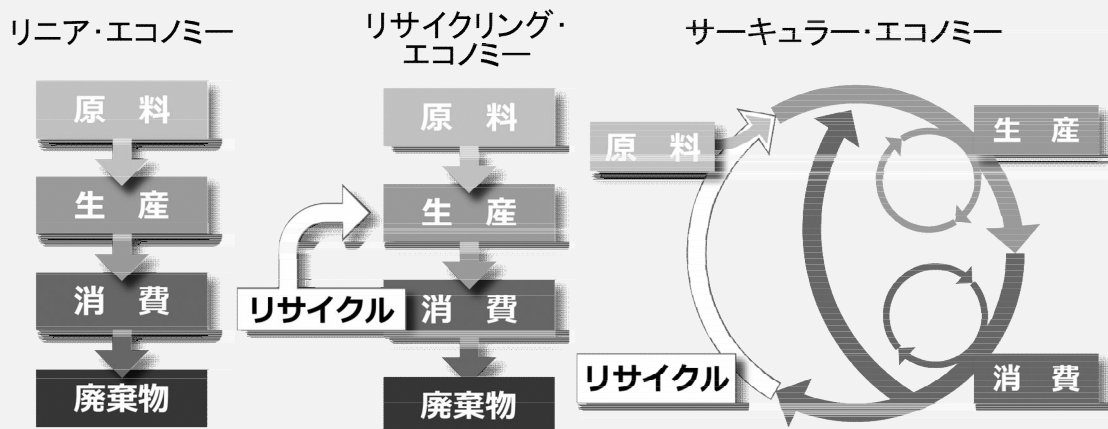 リニア・エコノミー
原 料
生 産
消 費
廃棄物
リサイクリング・
エコノミー
原 料
生 産
リサイクル
消 費
廃棄物
サーキュラー・エコノミー
原 料
生 産
リサイクル
消 費